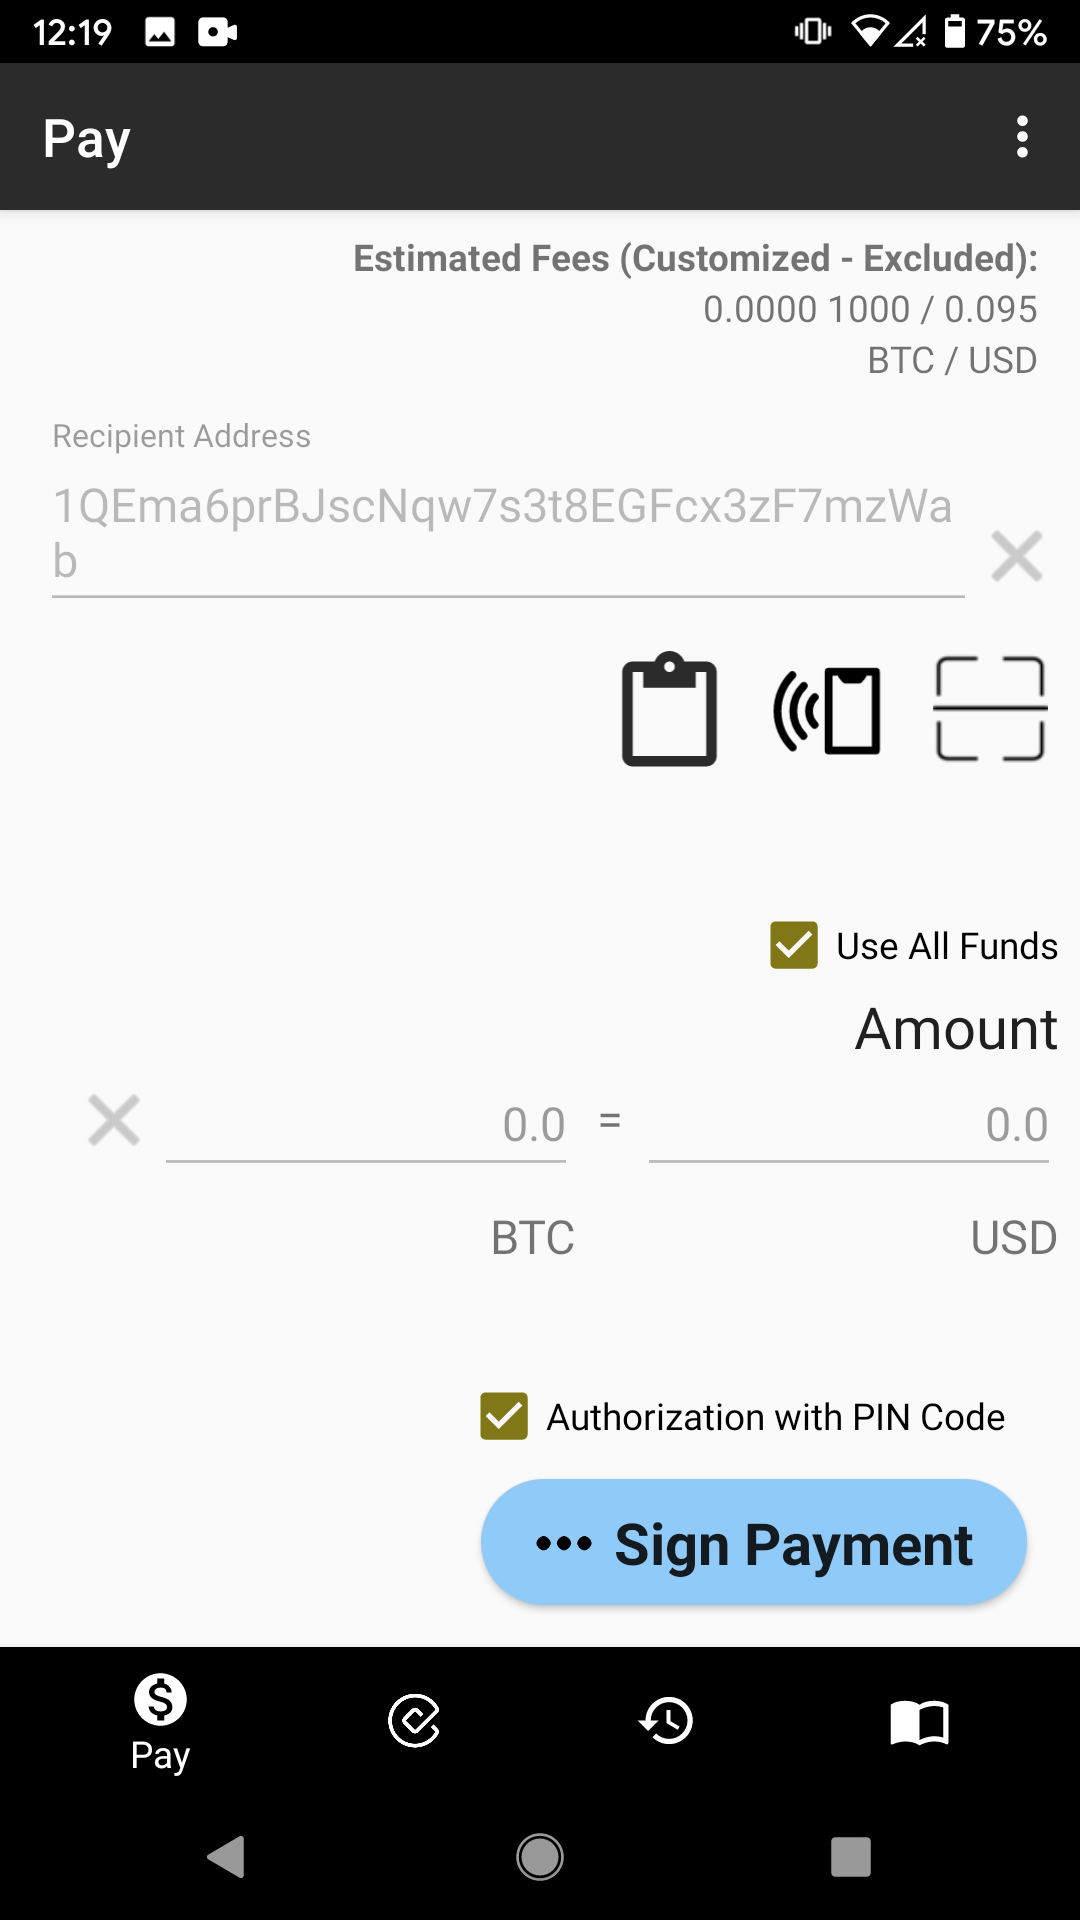 12:19
75%
Pay
Estimated Fees (Customized - Excluded):
0.0000 1000 / 0.095
BTC / USD
Recipient Address
1QEma6prBJscNqw7s3t8EGFcx3zF7mzWa
b
Use All Funds
Amount
0.0 = 0.0
BTC USD
Authorization with PIN Code
Sign Payment
Pay